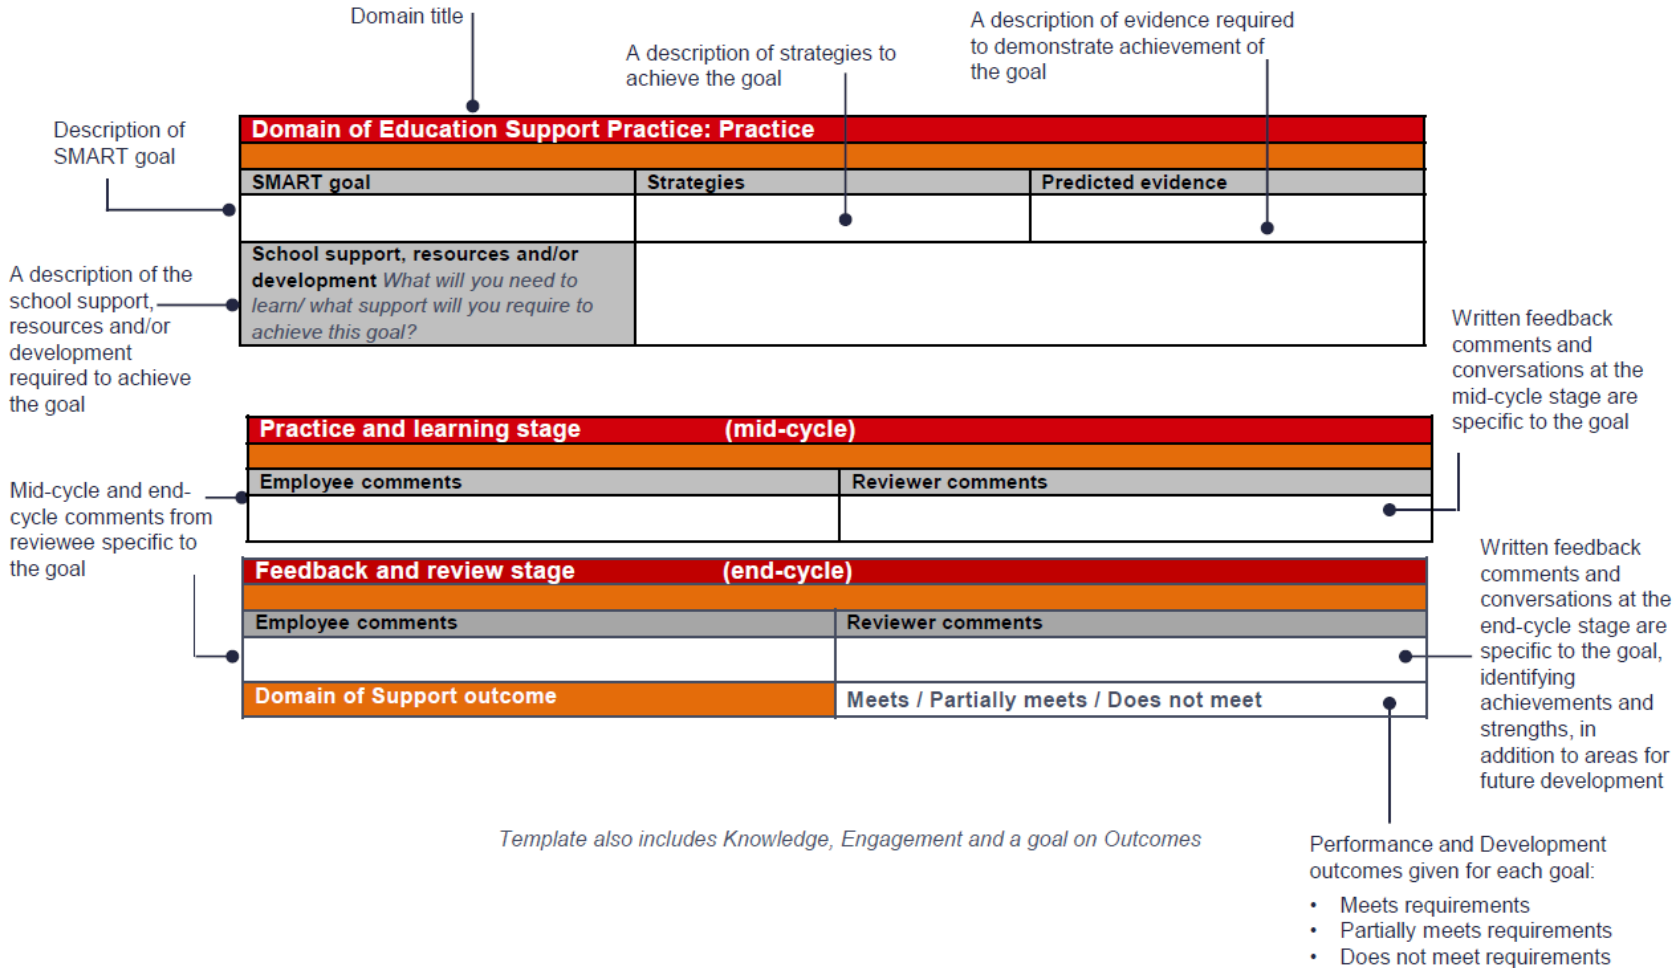 Domain title
A description of strategies to
achieve the goal
A description of evidence required
to demonstrate achievement of
the goal
Description of
SMART goal
Domain of Education Support Practice: Practice
SMART goal
Strategies
Predicted evidence
A description of the
school support,
resources and/or
development
required to achieve
the goal
School support, resources and/or
development What will you need to
learn/ what support will you require to
achieve this goal?
Written feedback
comments and
conversations at the
mid-cycle stage are
specific to the goal
Practice and learning stage (mid-cycle)
Employee comments
Reviewer comments
Mid-cycle and end-
cycle comments from
reviewee specific to
the goal
Feedback and review stage (end-cycle)
Employee comments
Reviewer comments
Domain of Support outcome
Meets / Partially meets / Does not meet
Written feedback
comments and
conversations at the
end-cycle stage are
specific to the goal,
identifying
achievements and
strengths, in
addition to areas for
future development
Template also includes Knowledge, Engagement and a goal on Outcomes
Performance and Development
outcomes given for each goal:
• Meets requirements
• Partially meets requirements
• Does not meet requirements